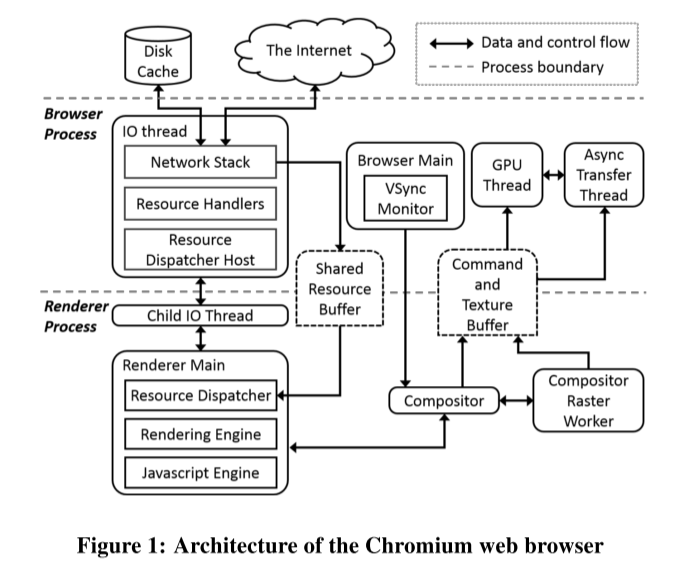 Disk
Cache
The Internet
Data and control flow
Process boundary
Browser
Process
IO thread
Network Stack
Resource Handlers
Resource
Dispatcher Host
Browser Main
VSync
Monitor
GPU
Thread
Async
Transfer
Thread
Shared
Resource
Buffer
Command
and
Texture
Buffer
Renderer
Process
Child IO Thread
Renderer Main
Resource Dispatcher
Rendering Engine
Javascript Engine
Compositor
Compositor
Raster
Worker
Figure 1: Architecture of the Chromium web browser